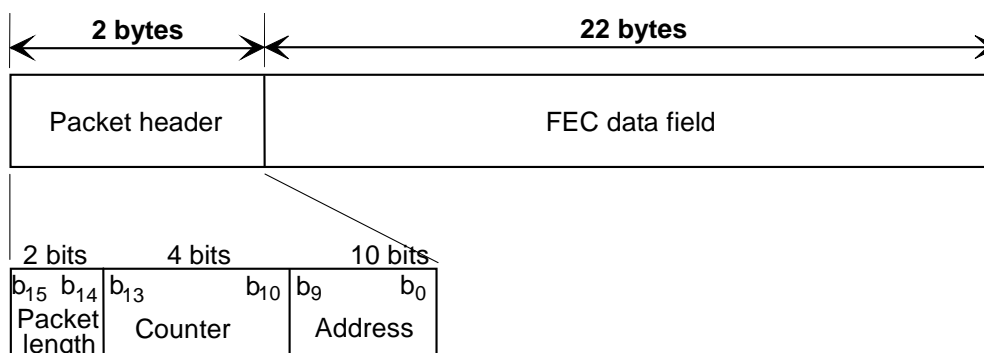 2 bytes 22 bytes
Packet header FEC data field
2 bits 4 bits 10 bits
b15 b14 b13 b10 b9 b0
Packet
length
Counter Address